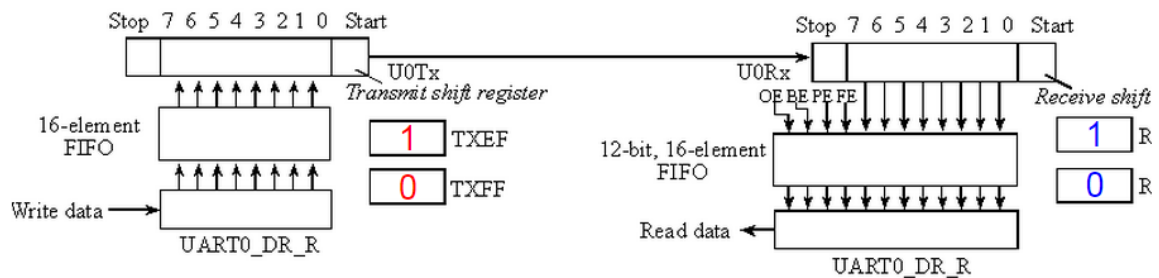 Stop 7 6 5 4 3 2 1 0 Start
U0Tx
Transmit shift register
16-element
FIFO
1 TXEF
0 TXFF
Write data
UART0_DR_R
Stop 7 6 5 4 3 2 1 0 Start
U0Rx
OE BE PE FE
Receive shift
12-bit, 16-element
FIFO
1 R
0 R
Read data
UART0_DR_R